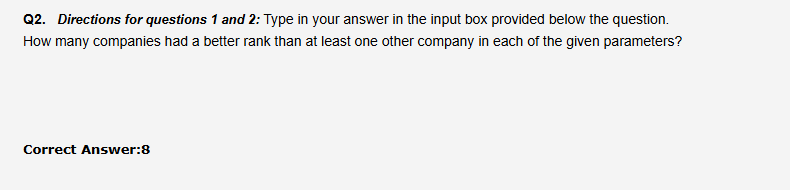 Q2. Directions for questions 1 and 2: Type in your answer in the input box provided below the question.
How many companies had a better rank than at least one other company in each of the given parameters?
Correct Answer:8